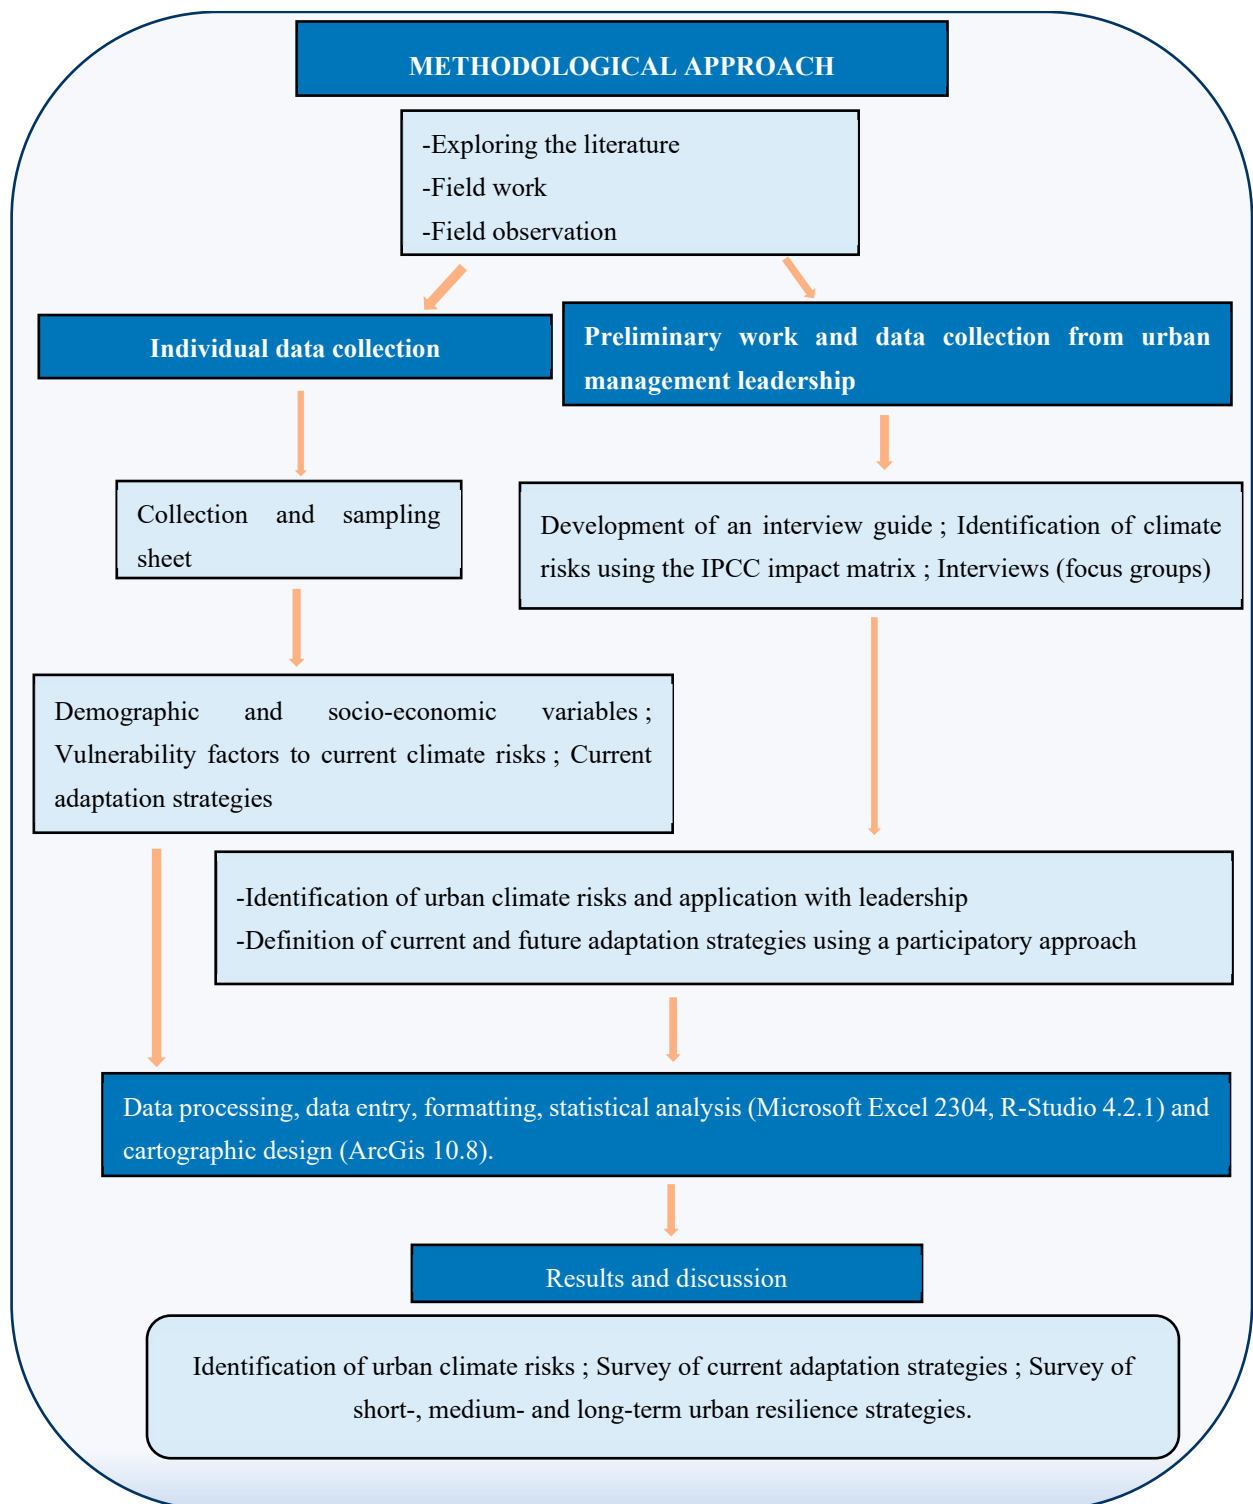 METHODOLOGICAL APPROACH
-Exploring the literature
-Field work
-Field observation
Individual data collection
Preliminary work and data collection from urban
management leadership
Collection and sampling
sheet
Development of an interview guide ; Identification of climate
risks using the IPCC impact matrix ; Interviews (focus groups)
Demographic and socio-economic variables ;
Vulnerability factors to current climate risks ; Current
adaptation strategies
-Identification of urban climate risks and application with leadership
-Definition of current and future adaptation strategies using a participatory approach
Data processing, data entry, formatting, statistical analysis (Microsoft Excel 2304, R-Studio 4.2.1) and
cartographic design (ArcGis 10.8).
Results and discussion
Identification of urban climate risks ; Survey of current adaptation strategies ; Survey of
short-, medium- and long-term urban resilience strategies.